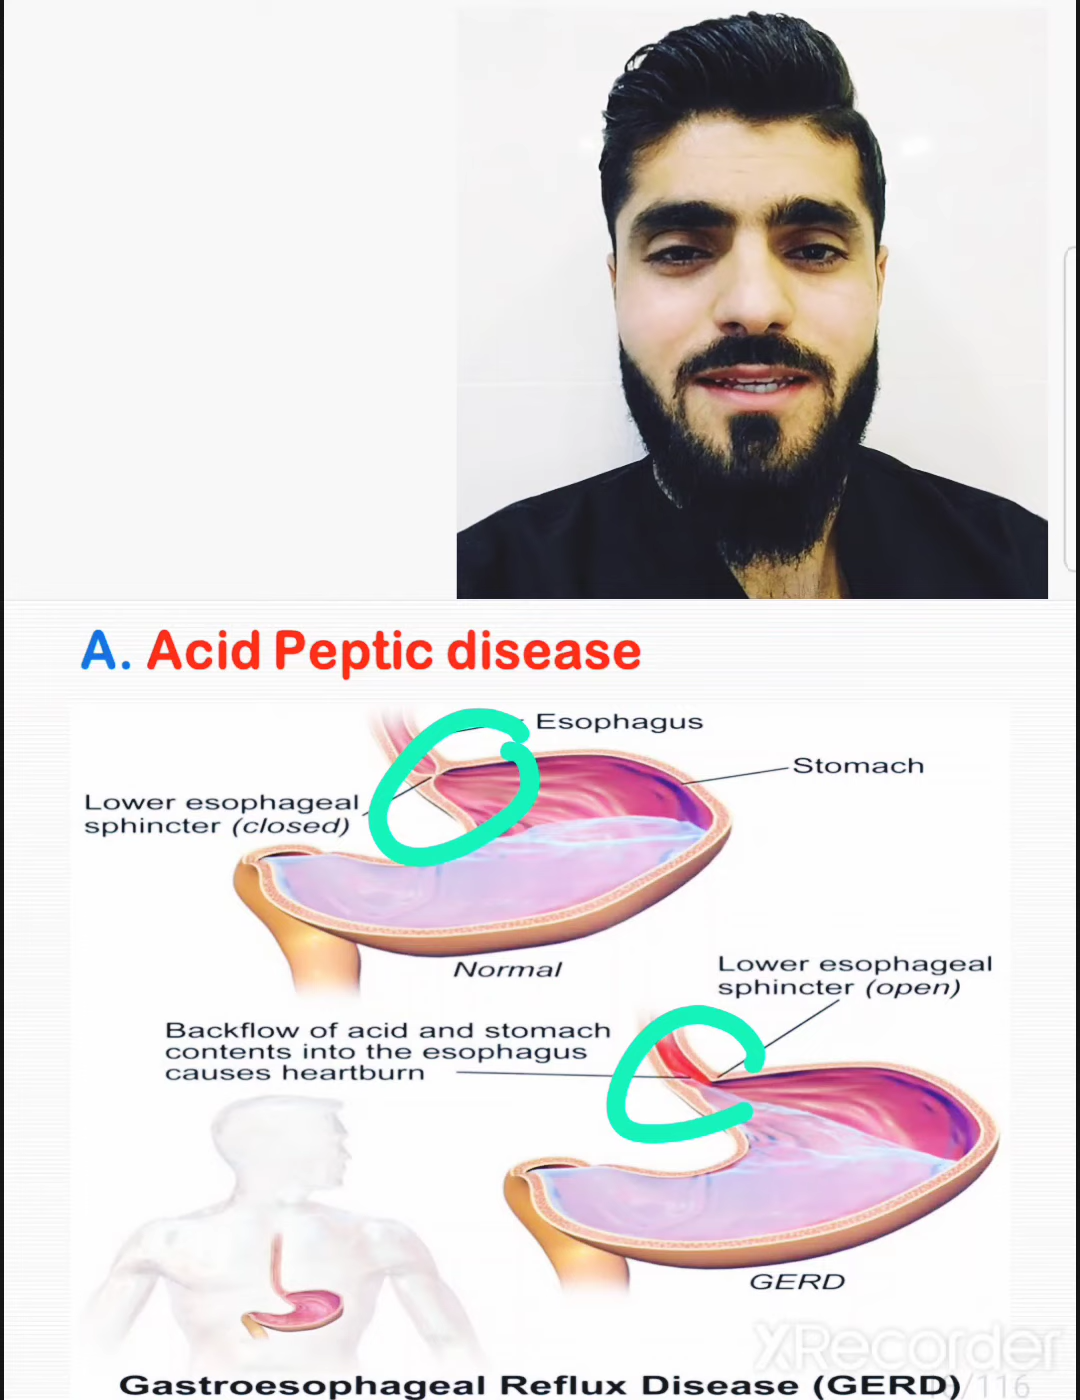 A. Acid Peptic disease
Esophagus
Stomach
Lower esophageal
sphincter (closed)
Normal
Lower esophageal
sphincter (open)
Backflow of acid and stomach
contents into the esophagus
causes heartburn
GERD
XRecorder
Gastroesophageal Reflux Disease (GERD)
/116